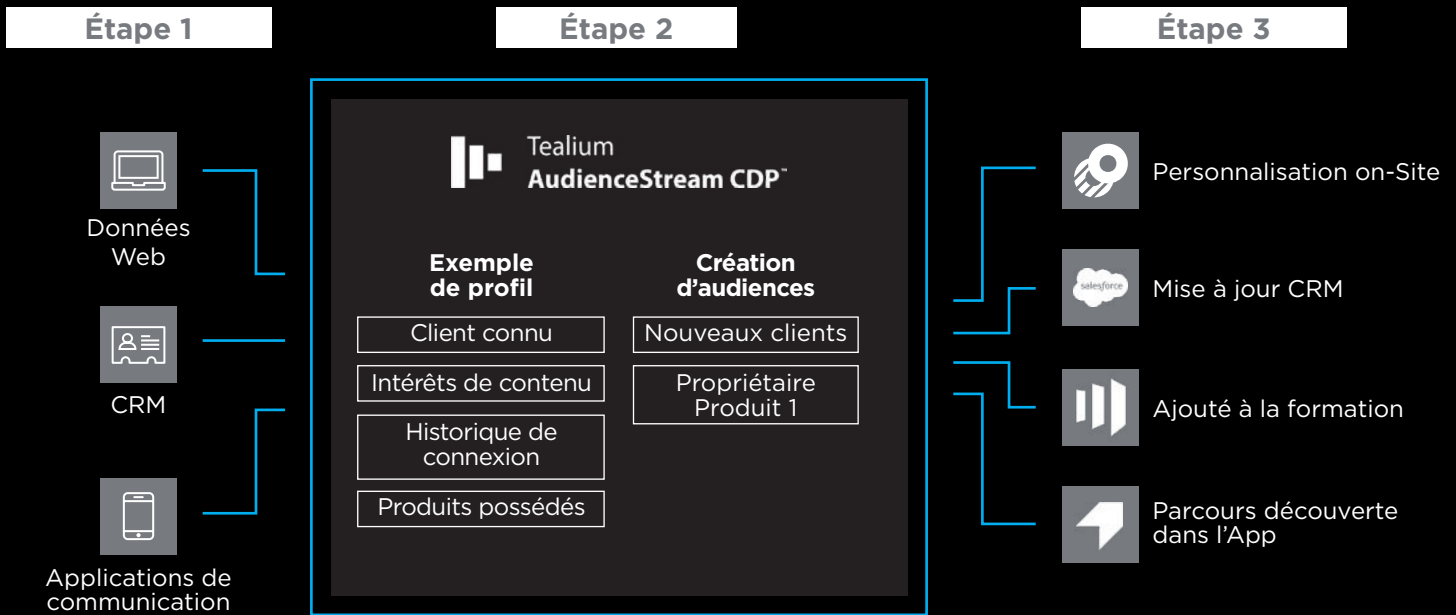 Étape 1
Étape 2
Étape 3
Données
Web
CRM
Applications de
communication
Tealium
AudienceStream CDP™
Exemple
de profil
Client connu
Intérêts de contenu
Historique de
connexion
Produits possédés
Création
d’audiences
Nouveaux clients
Propriétaire
Produit 1
Personnalisation on-Site
salesforce
Mise à jour CRM
Ajouté à la formation
Parcours découverte
dans l’App